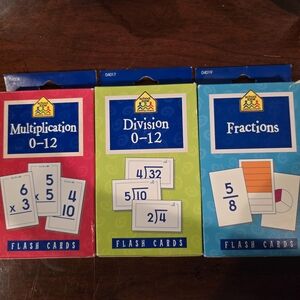 04017
04019
Multiplication
0-12
6
x 3
5
x 5
4
10
FLASH CARDS
Division
0-12
4)32
5)10
2)4
FLASH CARDS
Fractions
5
8
FLASH CARDS